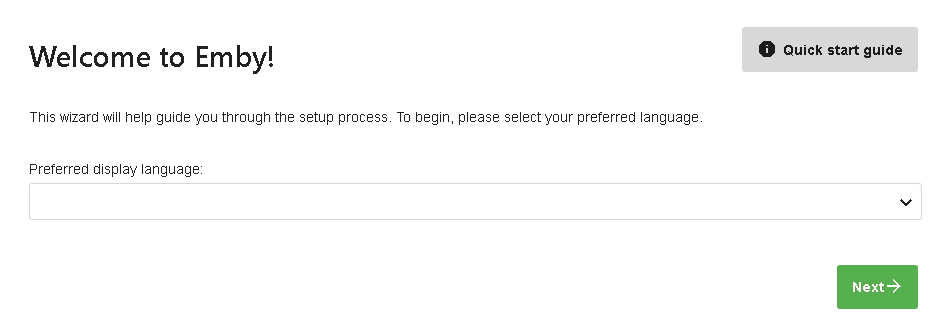 Welcome to Emby!
Quick start guide
This wizard will help guide you through the setup process. To begin, please select your preferred language.
Preferred display language:
Next